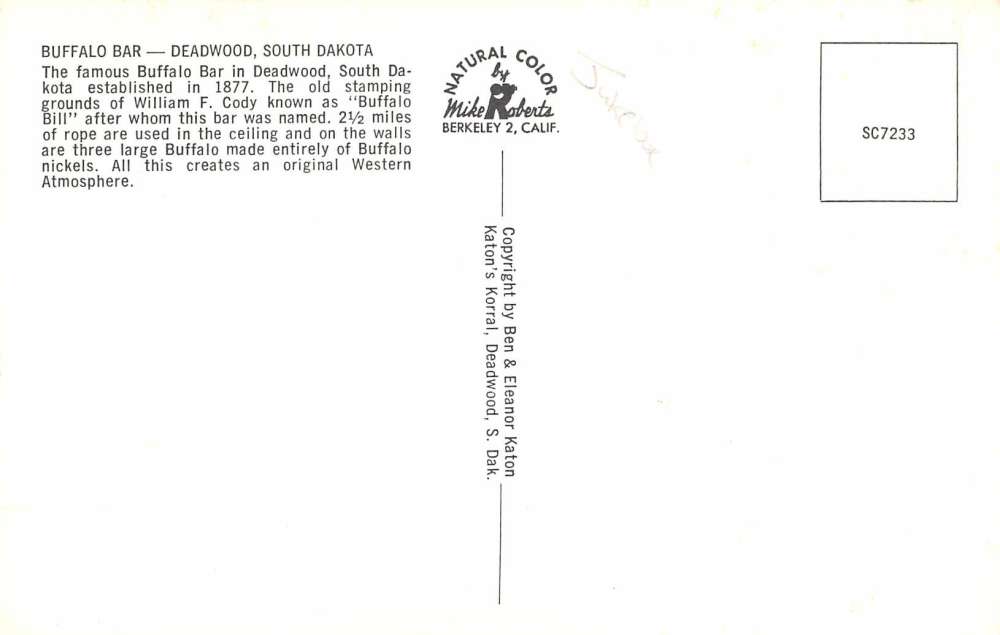 BUFFALO BAR — DEADWOOD, SOUTH DAKOTA
The famous Buffalo Bar in Deadwood, South Da-
kota established in 1877. The old stamping
grounds of William F. Cody known as "Buffalo
Bill" after whom this bar was named. 2½ miles
of rope are used in the ceiling and on the walls
are three large Buffalo made entirely of Buffalo
nickels. All this creates an original Western
Atmosphere.
NATURAL COLOR
by
Mike Roberts
BERKELEY 2, CALIF.
Jukebox
SC7233
Copyright by Ben & Eleanor Katon
Katon's Korral, Deadwood, S. Dak.